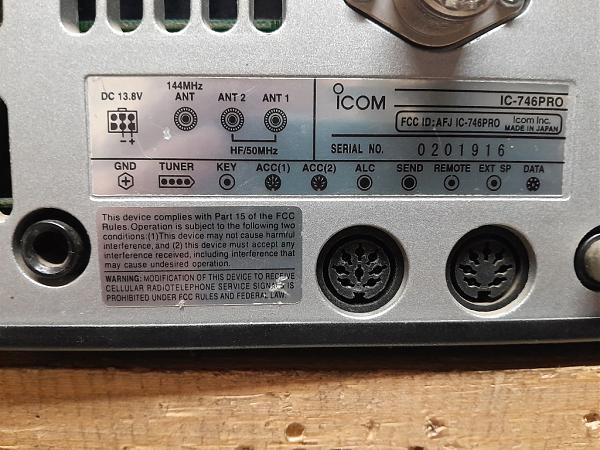 DC 13.8V
144MHz
ANT
ANT 2
ANT 1
HF/50MHz
- +
ICOM
IC-746PRO
FCC ID: AFJ IC-746PRO
Icom Inc.
MADE IN JAPAN
SERIAL NO. 0201916
GND TUNER KEY ACC(1) ACC(2) ALC SEND REMOTE EXT SP DATA
This device complies with Part 15 of the FCC
Rules. Operation is subject to the following two
conditions: (1)This device may not cause harmful
interference, and (2) this device must accept any
interference received, including interference that
may cause undesired operation.
WARNING: MODIFICATION OF THIS DEVICE TO RECEIVE
CELLULAR RADIOTELEPHONE SERVICE SIGNALS IS
PROHIBITED UNDER FCC RULES AND FEDERAL LAW.